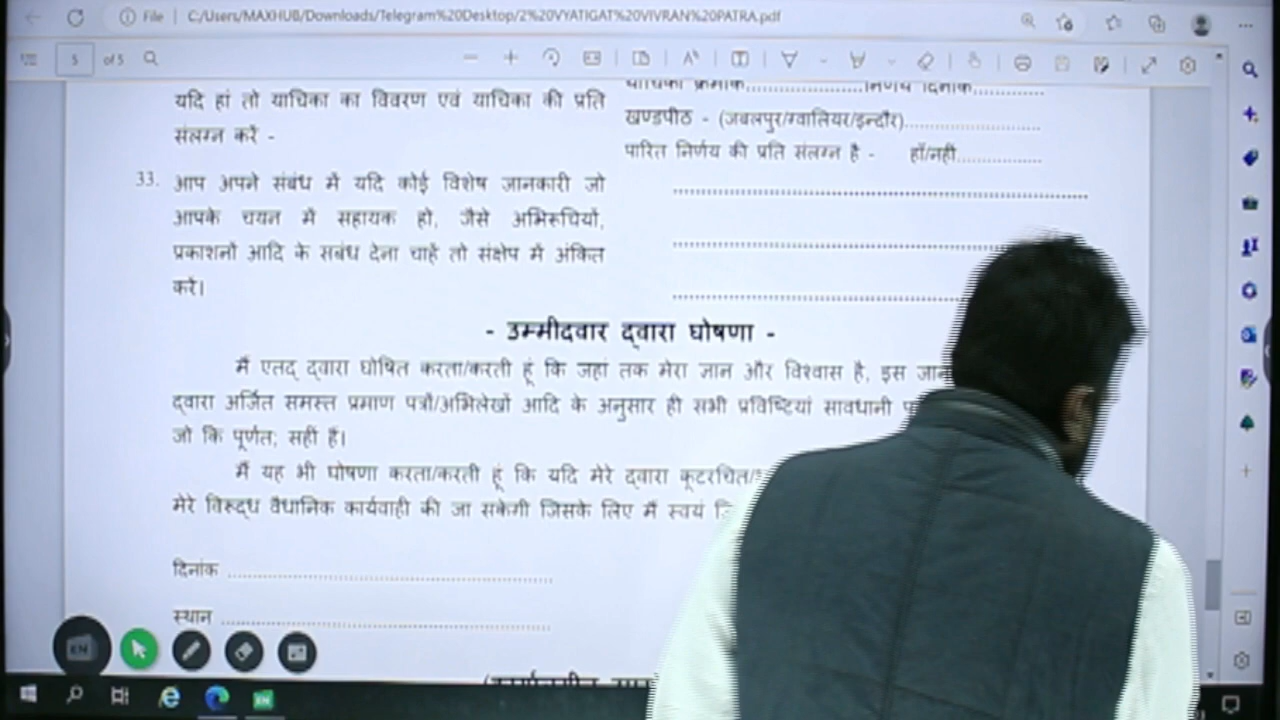 File | C:/Users/MAXHUB/Downloads/Telegram%20Desktop/2%20VYATIGAT%20VIVRAN%20PATRA.pdf
5 of 5
यदि हां तो याचिका का विवरण एवं याचिका की प्रति
संलग्न करें -
याचिका क्रमांक......................निर्णय दिनांक.............
खण्डपीठ - (जबलपुर/ग्वालियर/इन्दौर).........................
पारित निर्णय की प्रति संलग्न है - हॉ/नही................
33. आप अपने संबंध में यदि कोई विशेष जानकारी जो
आपके चयन में सहायक हो, जैसे अभिरूचियों,
प्रकाशनों आदि के सबंध देना चाहें तो संक्षेप में अंकित
करें।
- उम्मीदवार द्वारा घोषणा -
मैं एतद् द्वारा घोषित करता/करती हूं कि जहां तक मेरा ज्ञान और विश्वास है, इस
द्वारा अर्जित समस्त प्रमाण पत्रों/अभिलेखों आदि के अनुसार ही सभी प्रविष्टियां सावधानी
जो कि पूर्णत; सहीं हैं।
मैं यह भी घोषणा करता/करती हूं कि यदि मेरे द्वारा कूटरचित/
मेरे विरूद्ध वैधानिक कार्यवाही की जा सकेगी जिसके लिए मैं स्वयं
दिनांक ......................................................
स्थान .......................................................
EN